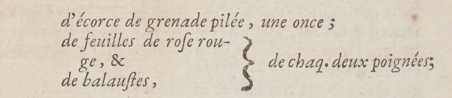 d'écorce de grenade pilée, une once;
de feuilles de roſe rou-
ge, &
de balauſtes,
de chaq. deux poignées;